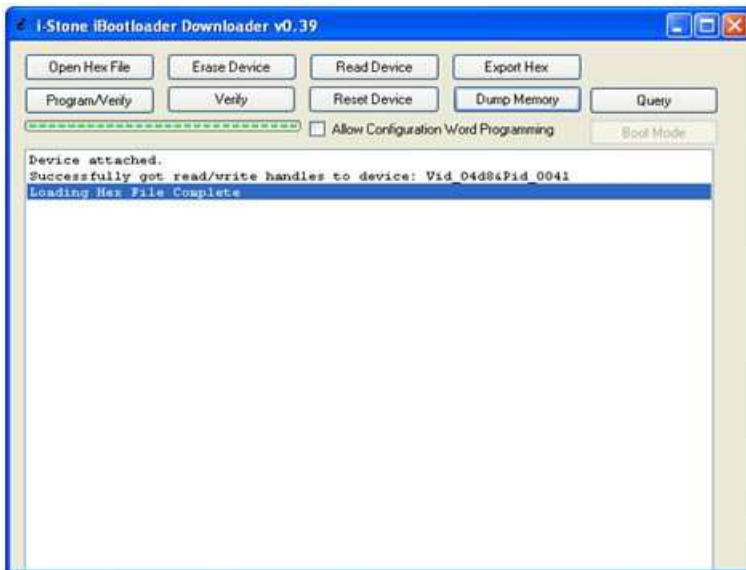 i-Stone iBootloader Downloader v0.39
Open Hex File Erase Device Read Device Export Hex
Program/Verify Verify Reset Device Dump Memory Query
Allow Configuration Word Programming Boot Mode
Device attached.
Successfully got read/write handles to device: Vid_04d8&Pid_0041
Loading Hex File Complete